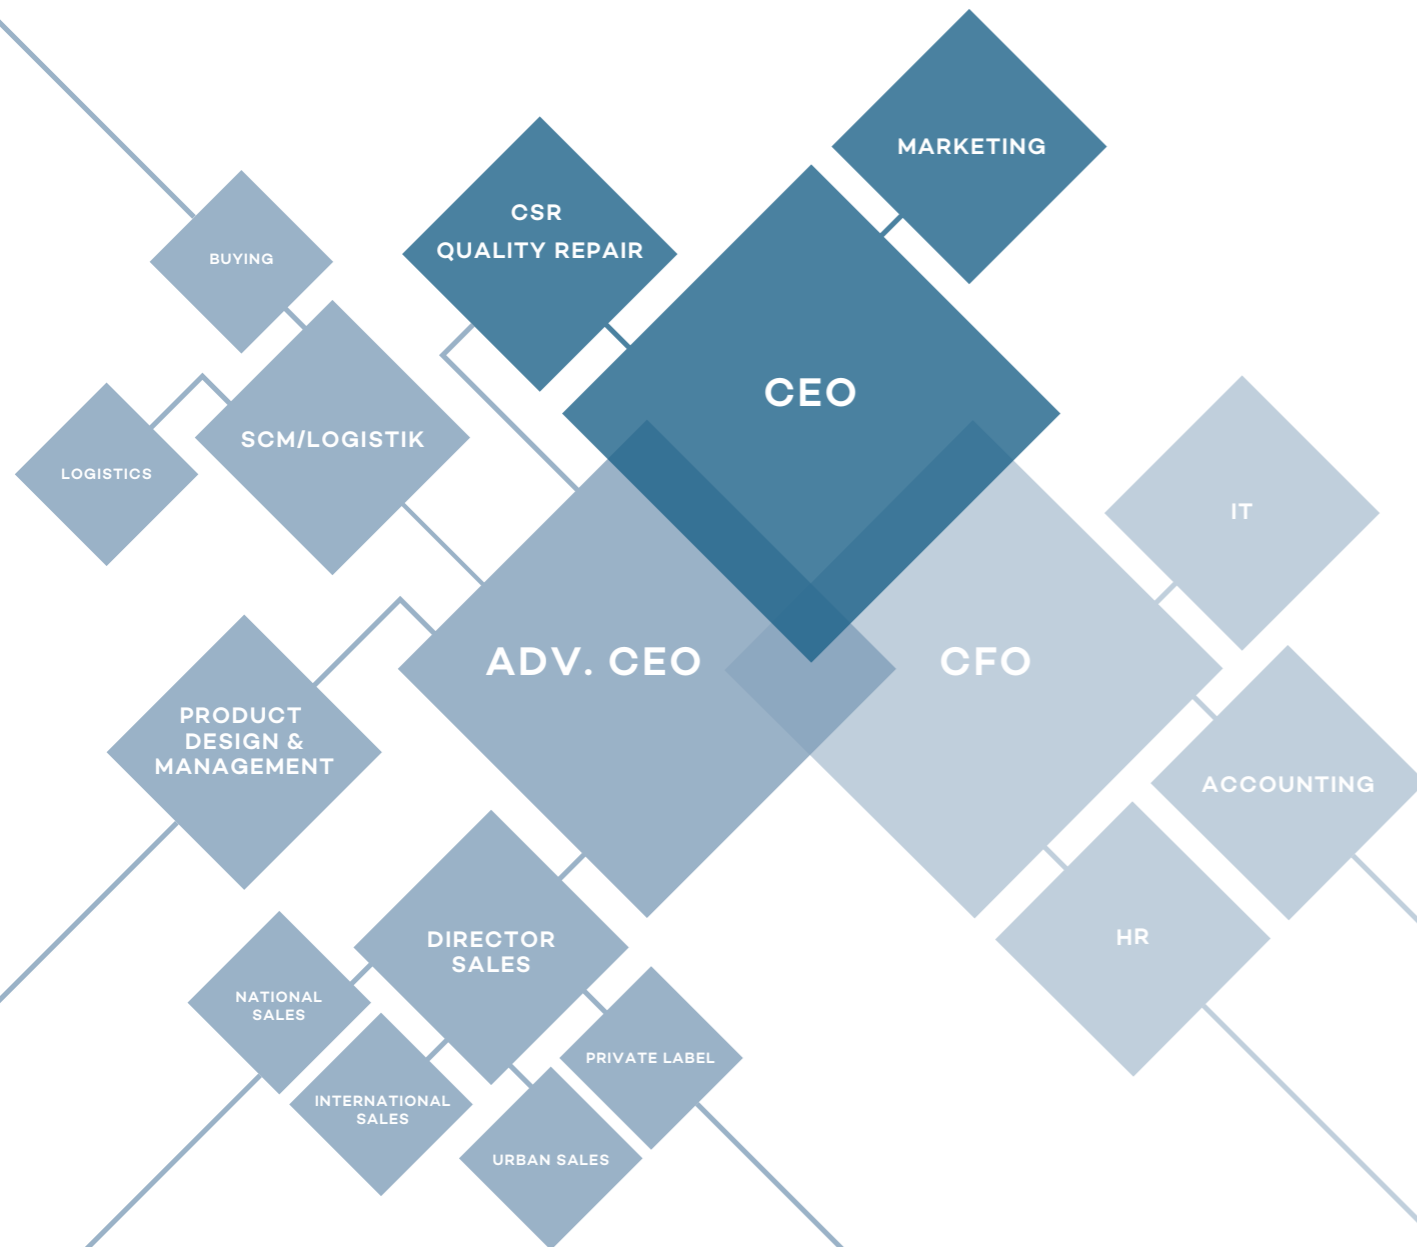 MARKETING
CSR
QUALITY REPAIR
BUYING
CEO
SCM/LOGISTIK
LOGISTICS
IT
ADV. CEO
CFO
PRODUCT
DESIGN &
MANAGEMENT
ACCOUNTING
DIRECTOR
SALES
HR
NATIONAL
SALES
PRIVATE LABEL
INTERNATIONAL
SALES
URBAN SALES